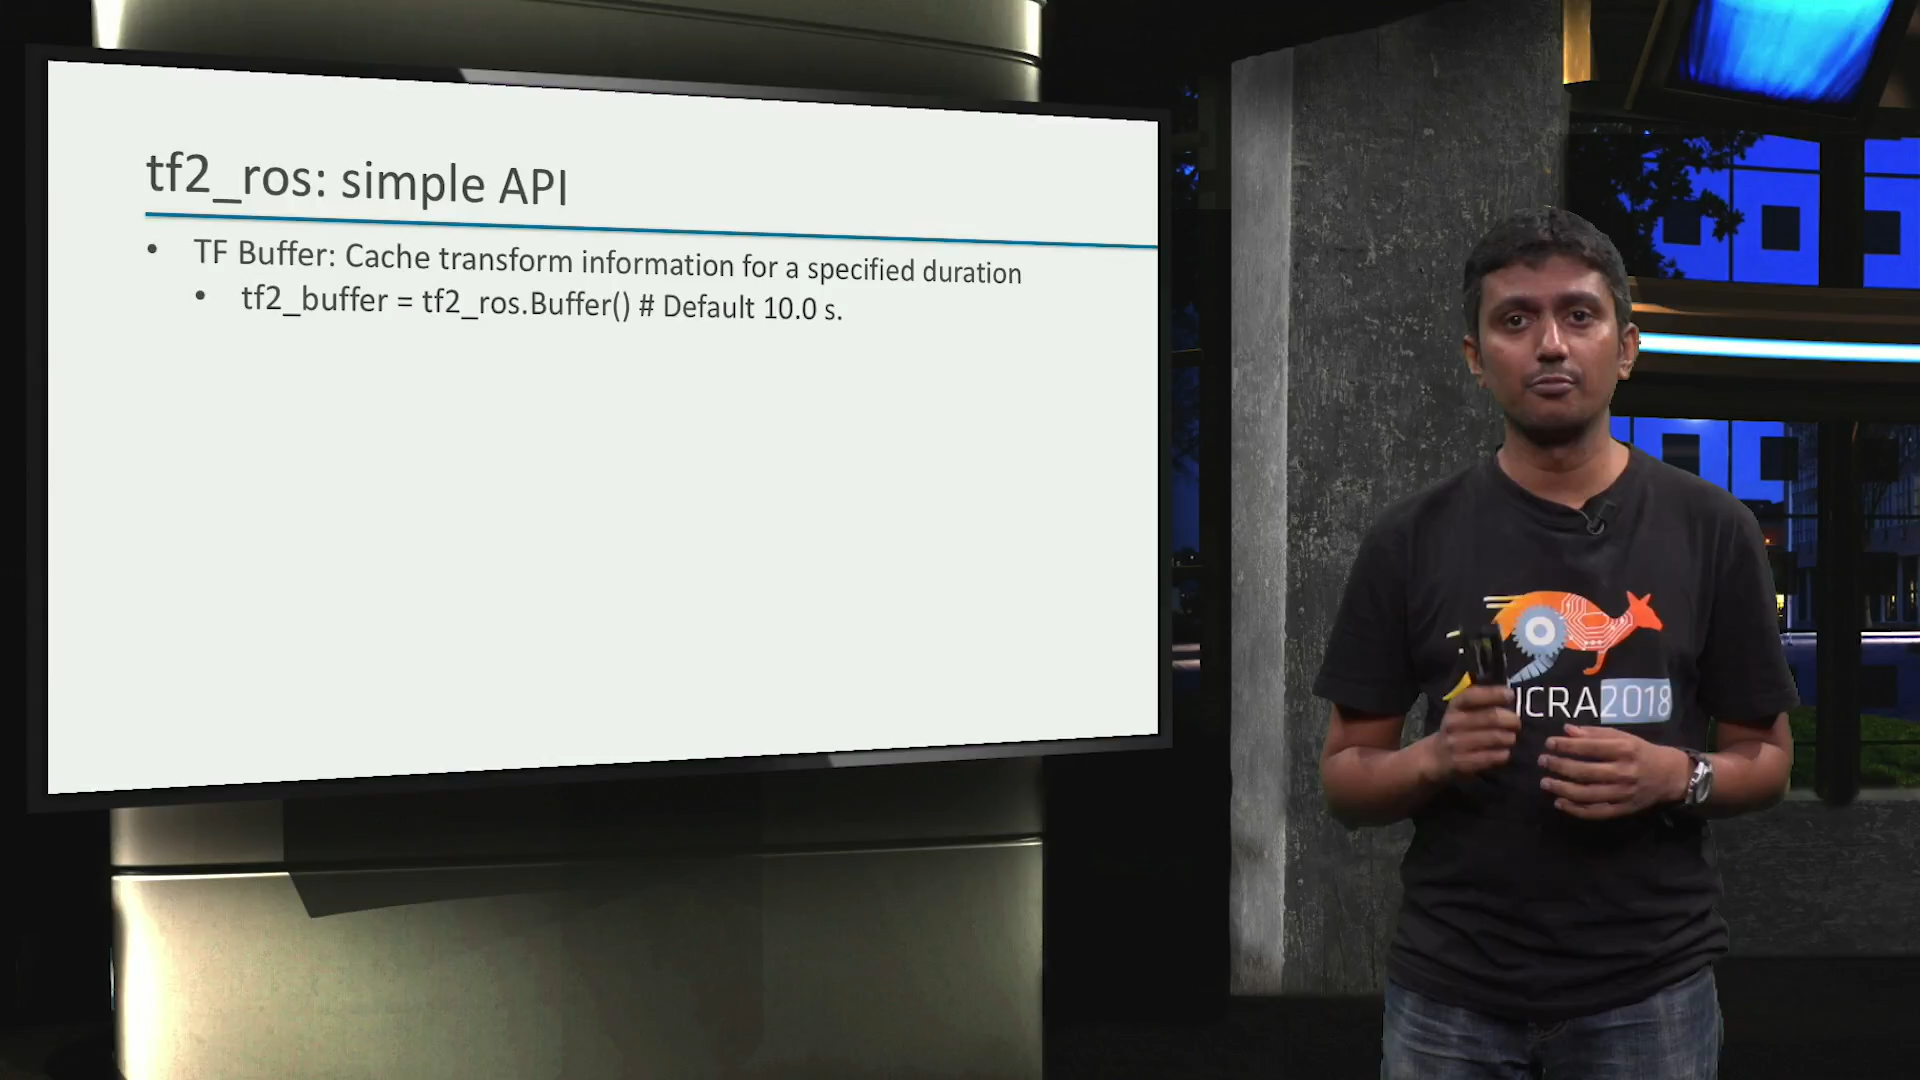 tf2_ros: simple API
• TF Buffer: Cache transform information for a specified duration
• tf2_buffer = tf2_ros.Buffer() # Default 10.0 s.
ICRA2018